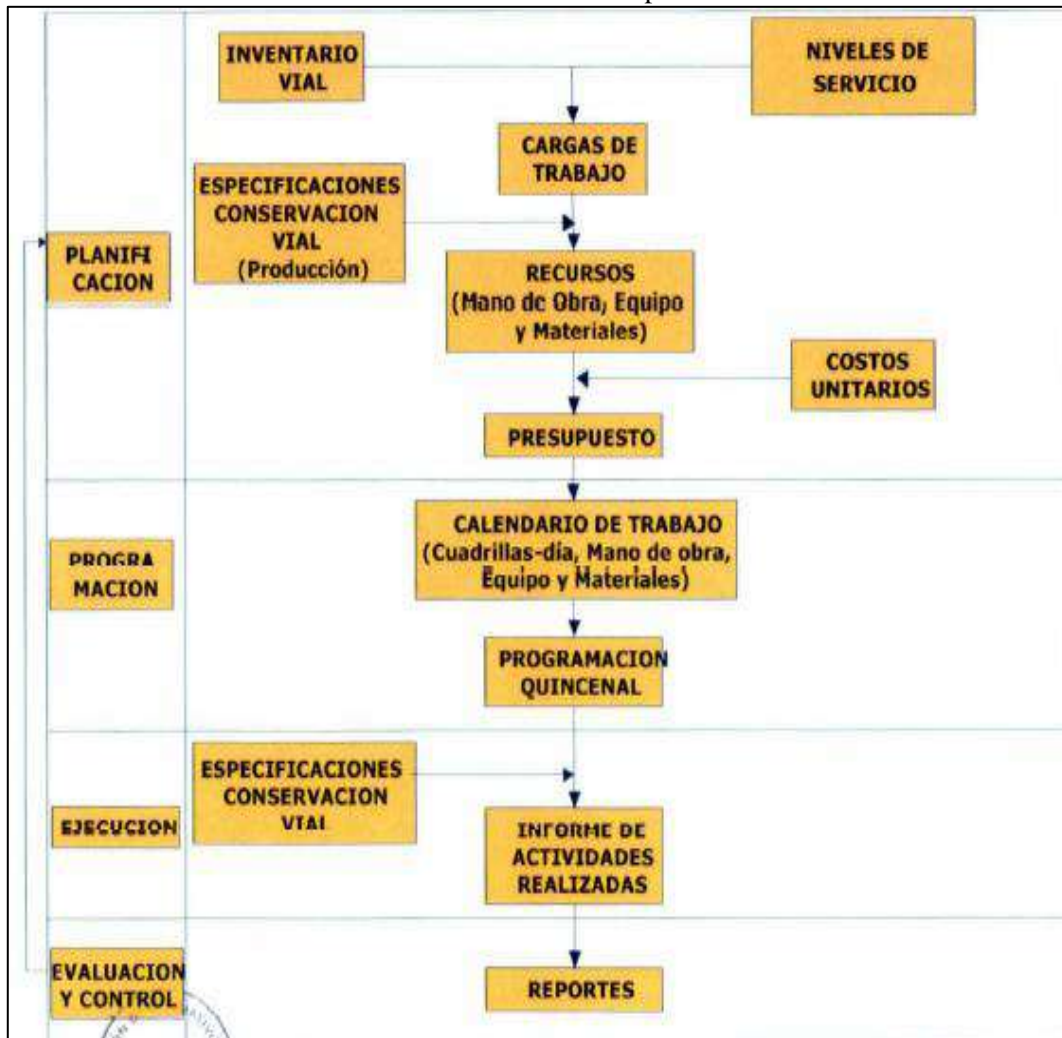 INVENTARIO
VIAL
NIVELES DE
SERVICIO
CARGAS DE
TRABAJO
ESPECIFICACIONES
CONSERVACION
VIAL
(Producción)
PLANIFI
CACION
RECURSOS
(Mano de Obra, Equipo
y Materiales)
COSTOS
UNITARIOS
PRESUPUESTO
CALENDARIO DE TRABAJO
(Cuadrillas-día, Mano de obra,
Equipo y Materiales)
PROGRA
MACION
PROGRAMACION
QUINCENAL
ESPECIFICACIONES
CONSERVACION
VIAL
EJECUCION
INFORME DE
ACTIVIDADES
REALIZADAS
EVALUACION
Y CONTROL
REPORTES